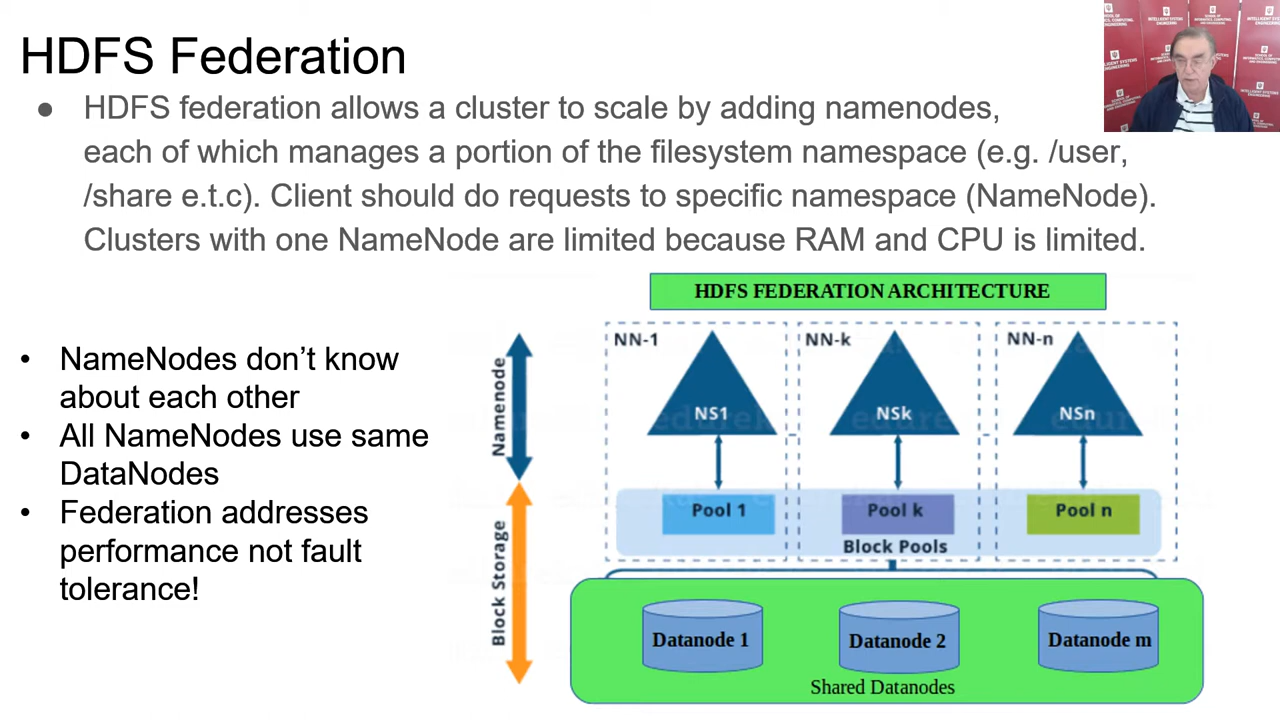 HDFS Federation
● HDFS federation allows a cluster to scale by adding namenodes,
each of which manages a portion of the filesystem namespace (e.g. /user,
/share e.t.c). Client should do requests to specific namespace (NameNode).
Clusters with one NameNode are limited because RAM and CPU is limited.
• NameNodes don’t know
about each other
• All NameNodes use same
DataNodes
• Federation addresses
performance not fault
tolerance!
HDFS FEDERATION ARCHITECTURE
Namenode
NN-1
NN-k
NN-n
NS1
NSk
NSn
Block Storage
Pool 1
Pool k
Pool n
Block Pools
Datanode 1
Datanode 2
Datanode m
Shared Datanodes